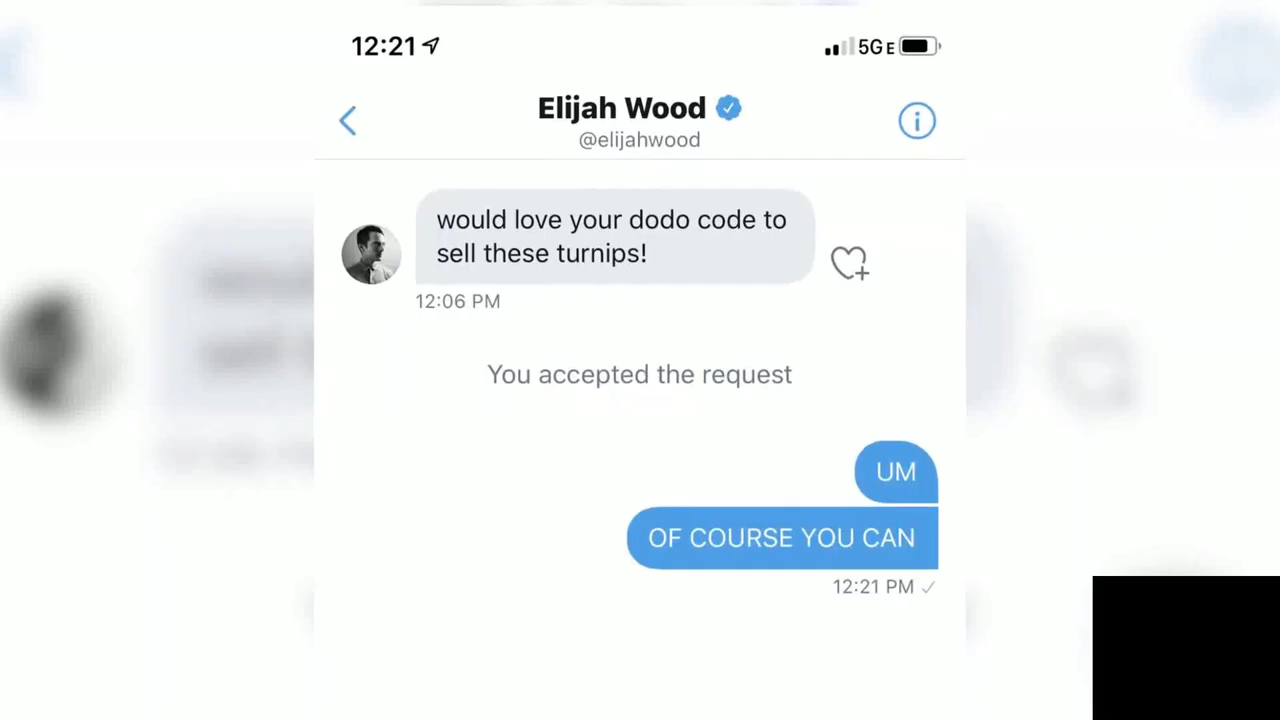 12:21
5GE
Elijah Wood
@elijahwood
would love your dodo code to
sell these turnips!
12:06 PM
You accepted the request
UM
OF COURSE YOU CAN
12:21 PM